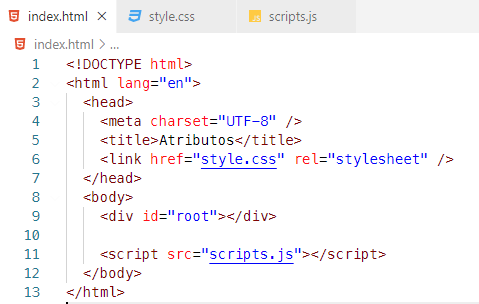 index.html × style.css scripts.js
index.html > ...
1 <!DOCTYPE html>
2 <html lang="en">
3 <head>
4 <meta charset="UTF-8" />
5 <title>Atributos</title>
6 <link href="style.css" rel="stylesheet" />
7 </head>
8 <body>
9 <div id="root"></div>
10
11 <script src="scripts.js"></script>
12 </body>
13 </html>